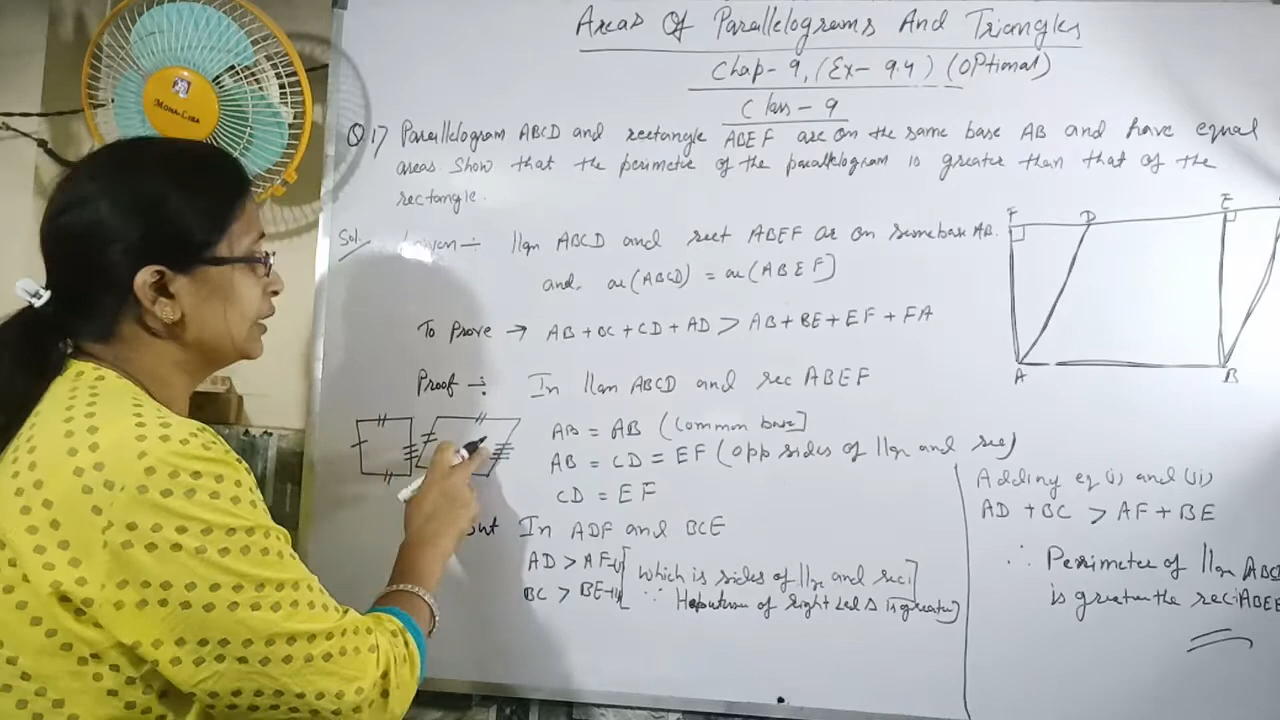 MONA-CISA
Areas Of Parallelograms And Triangles
Chap-9, (Ex-9.4) (OPtional)
Class-9
Q1) Parallelogram ABCD and rectangle ABEF are on the same base AB and have equal
areas. Show that the perimetre of the parallelogram is greater than that of the
rectangle.
Sol.
Given ÷ llgm ABCD and rect ABEF are on same base AB.
and, ar(ABCD) = ar(ABEF)
To Prove → AB + BC + CD + AD > AB + BE + EF + FA
Proof ÷ In llgm ABCD and rec ABEF
AB = AB (Common base)
AB = CD = EF (opp sides of llgm and rec)
CD = EF
but In ADF and BCE
AD > AF -(i)
BC > BE -(ii)
[which is sides of llgm and rec]
∵ of right Led Δ is greater]
Adding eq (i) and (ii)
AD + BC > AF + BE
∴ Perimeter of llgm ABCD
is greater the rec ABEF
F D E
A B